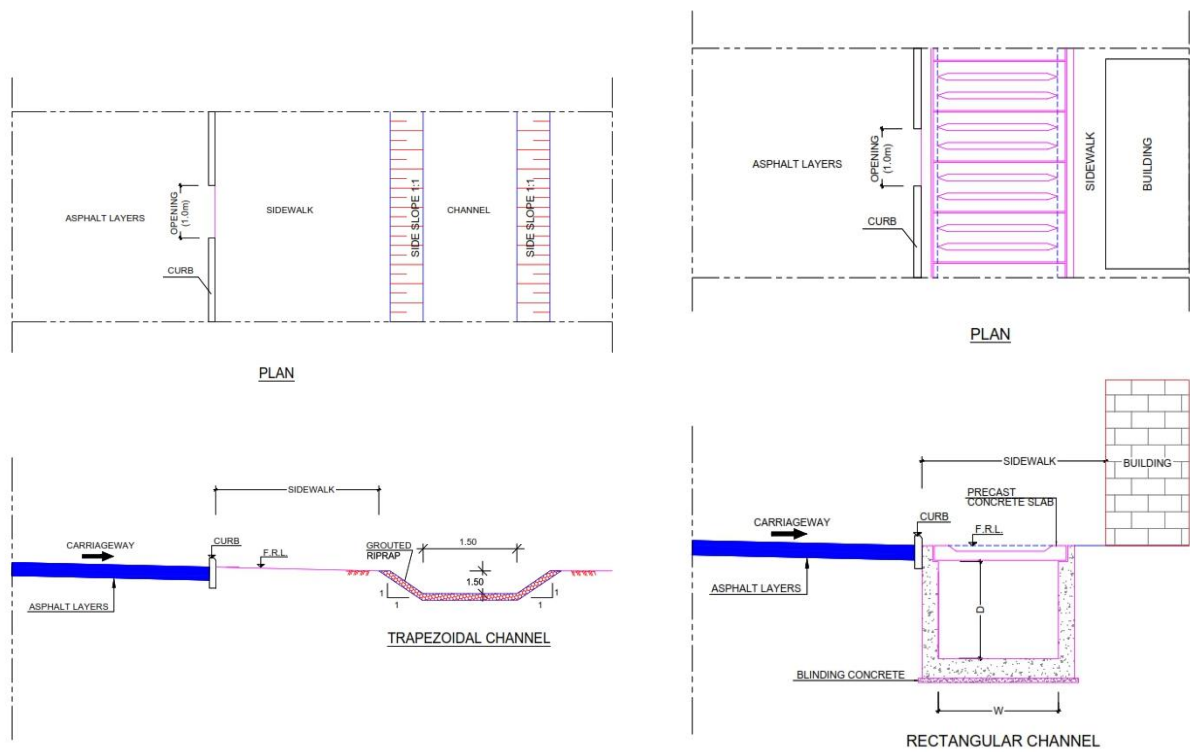 ASPHALT LAYERS
OPENING
(1.0m)
CURB
SIDEWALK
SIDE SLOPE 1:1
CHANNEL
SIDE SLOPE 1:1
PLAN
SIDEWALK
CARRIAGEWAY
CURB
F.R.L.
ASPHALT LAYERS
GROUTED
RIPRAP
1.50
1.50
1
1
1
1
TRAPEZOIDAL CHANNEL
ASPHALT LAYERS
OPENING
(1.0m)
CURB
SIDEWALK
BUILDING
PLAN
SIDEWALK
BUILDING
PRECAST
CONCRETE SLAB
CURB
F.R.L.
CARRIAGEWAY
ASPHALT LAYERS
D
BLINDING CONCRETE
W
RECTANGULAR CHANNEL